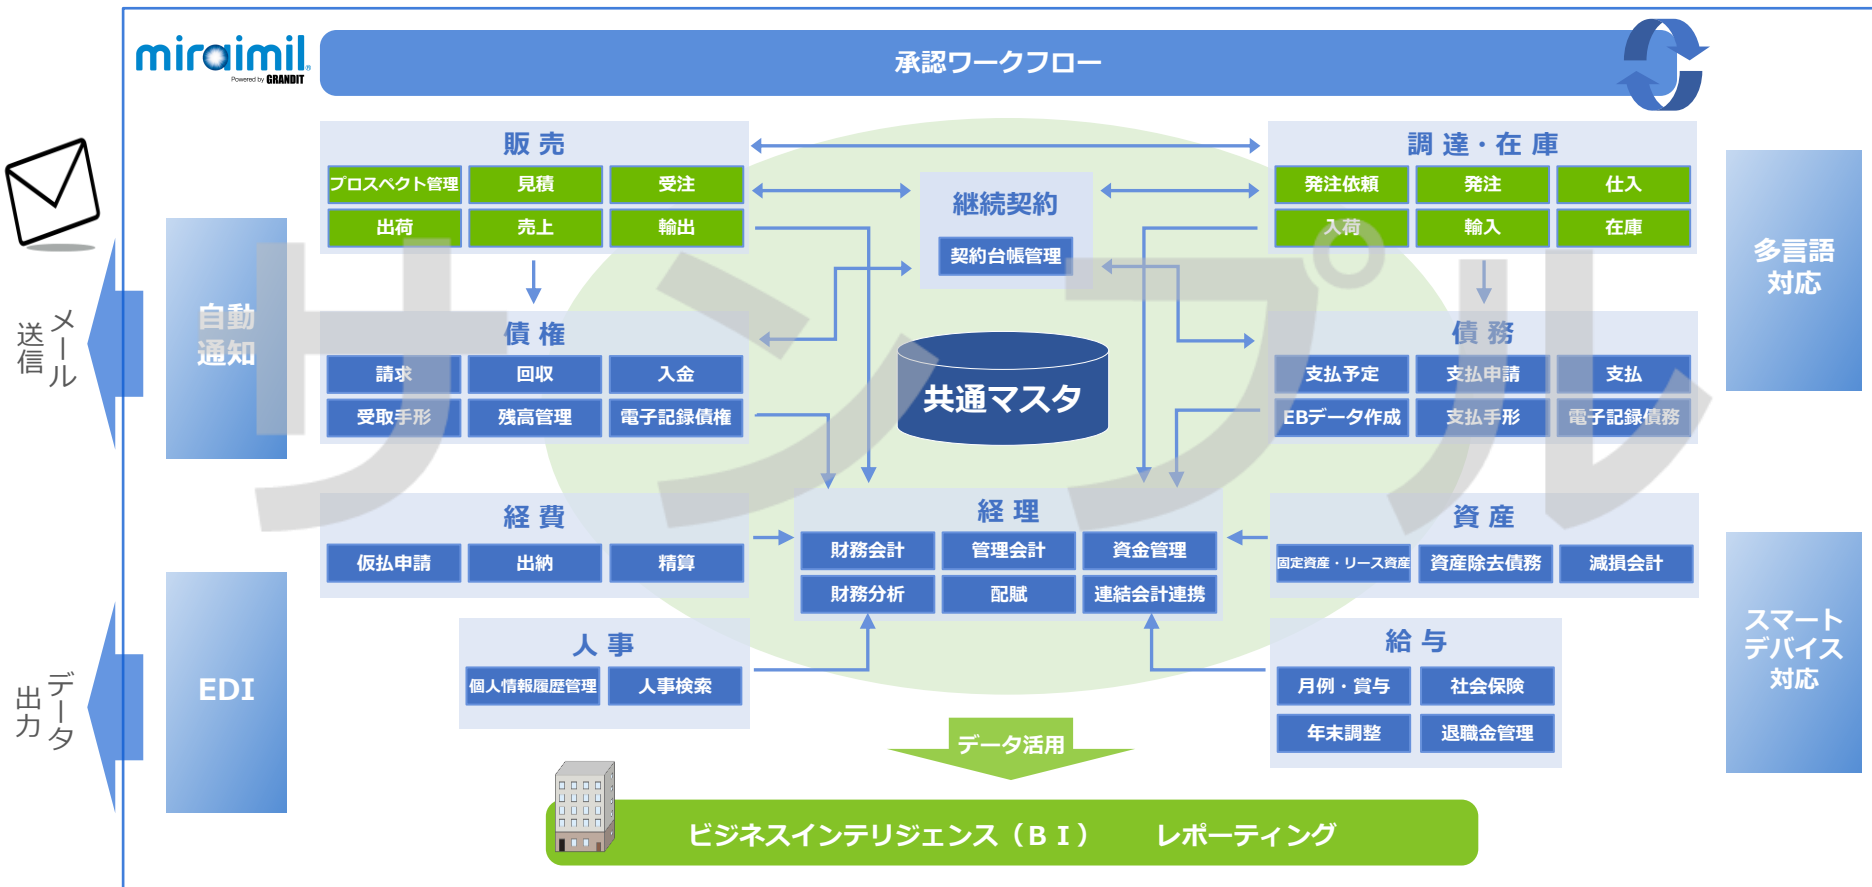 miraimil
Powered by GRANDIT
承認ワークフロー
販売
プロスペクト管理
見積
受注
出荷
売上
輸出
調達・在庫
発注依頼
発注
仕入
入荷
輸入
在庫
継続契約
契約台帳管理
自動
通知
メール
送信
多言語
対応
債権
請求
回収
入金
受取手形
残高管理
電子記録債権
共通マスタ
債務
支払予定
支払申請
支払
EBデータ作成
支払手形
電子記録債務
サンプル
経費
仮払申請
出納
精算
経理
財務会計
管理会計
資金管理
財務分析
配賦
連結会計連携
資産
固定資産・リース資産
資産除去債務
減損会計
人事
個人情報履歴管理
人事検索
給与
月例・賞与
社会保険
年末調整
退職金管理
EDI
データ
出力
スマート
デバイス
対応
データ活用
ビジネスインテリジェンス（ＢＩ）　レポーティング